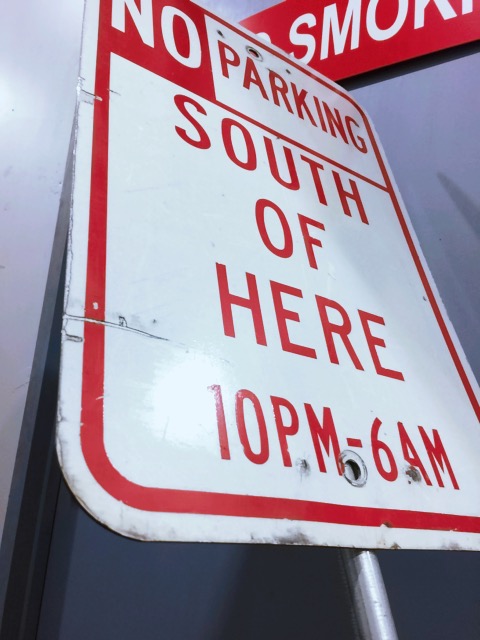 NO PARKING
SOUTH
OF
HERE
10PM-6AM